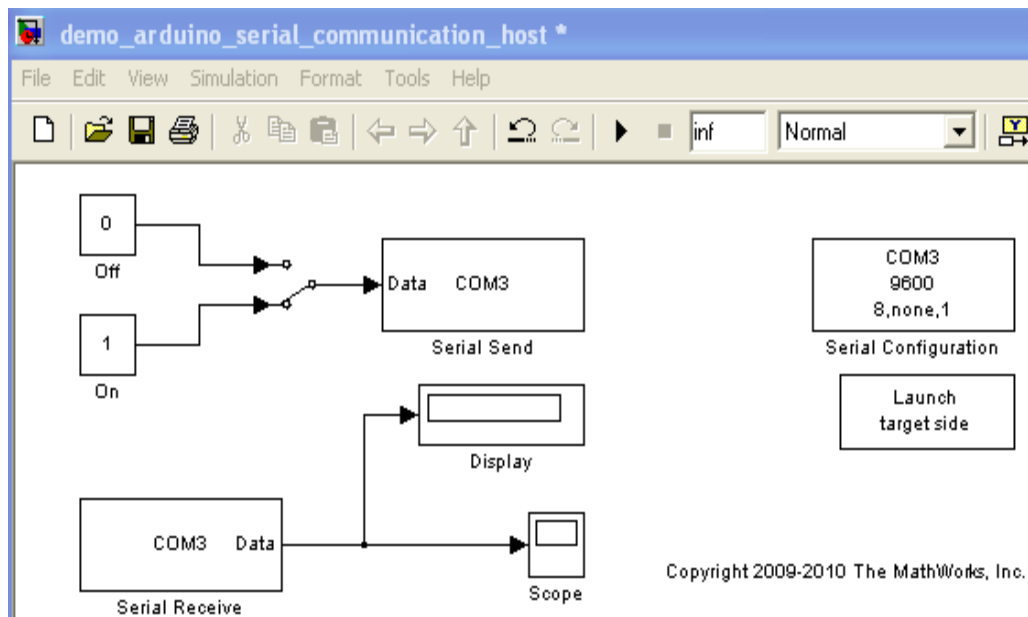 demo_arduino_serial_communication_host *
File Edit View Simulation Format Tools Help
inf Normal
0
Off
1
On
Data COM3
Serial Send
COM3
9600
8,none,1
Serial Configuration
Launch
target side
Display
COM3 Data
Serial Receive
Scope
Copyright 2009-2010 The MathWorks, Inc.